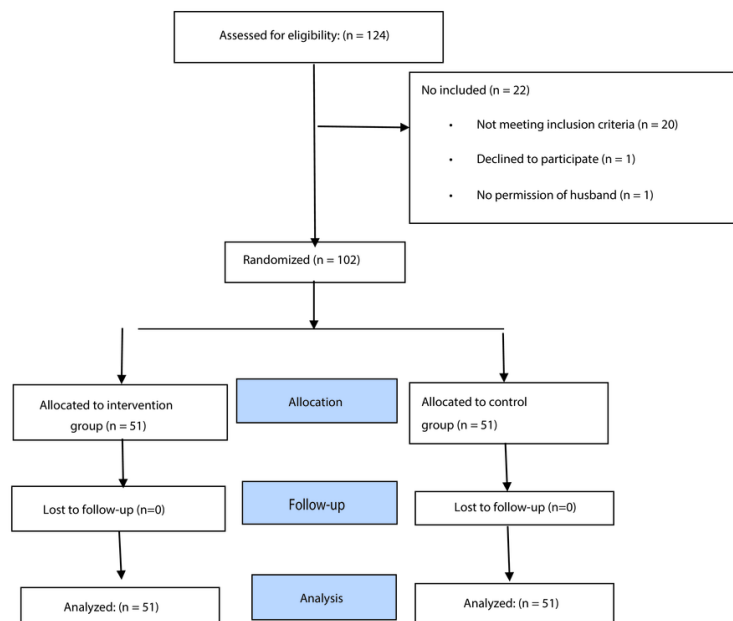 Assessed for eligibility: (n = 124)
No included (n = 22)
• Not meeting inclusion criteria (n = 20)
• Declined to participate (n = 1)
• No permission of husband (n = 1)
Randomized (n = 102)
Allocated to intervention
group (n = 51)
Allocation
Allocated to control
group (n = 51)
Lost to follow-up (n=0)
Follow-up
Lost to follow-up (n=0)
Analyzed: (n = 51)
Analysis
Analyzed: (n = 51)